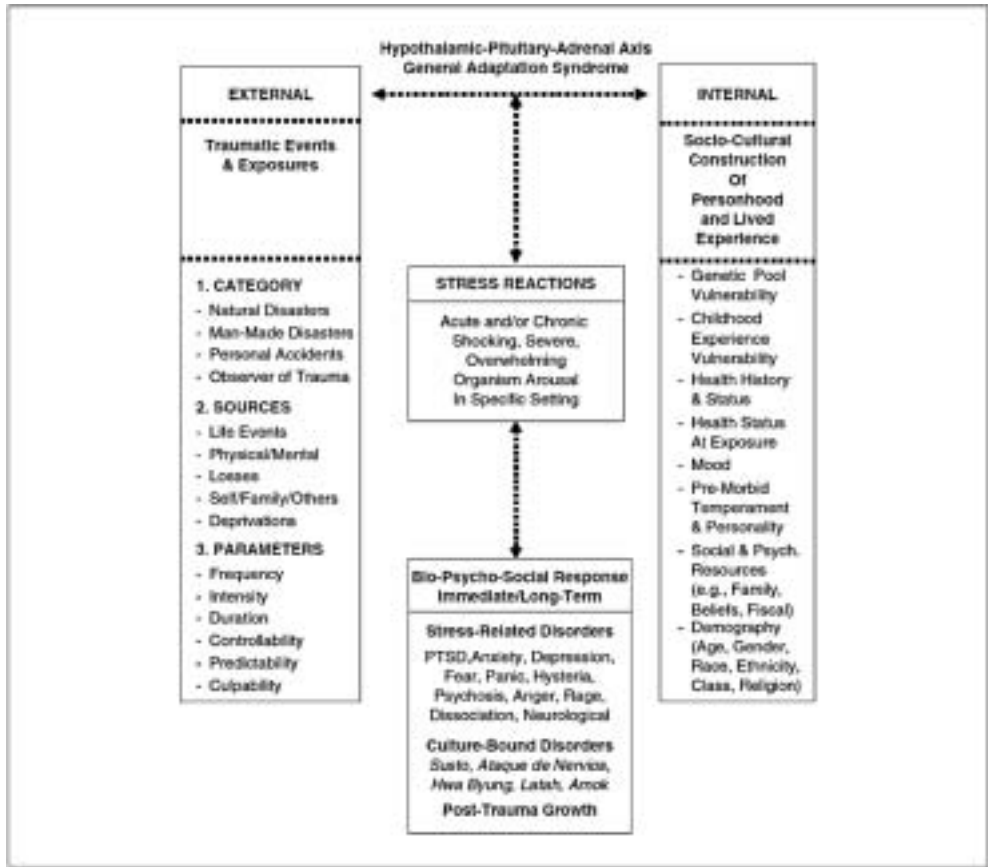 Hypothalamic-Pituitary-Adrenal Axis
General Adaptation Syndrome
EXTERNAL
Traumatic Events
& Exposures
1. CATEGORY
- Natural Disasters
- Man-Made Disasters
- Personal Accidents
- Observer of Trauma
2. SOURCES
- Life Events
- Physical/Mental
- Losses
- Self/Family/Others
- Deprivations
3. PARAMETERS
- Frequency
- Intensity
- Duration
- Controllability
- Predictability
- Culpability
STRESS REACTIONS
Acute and/or Chronic
Shocking, Severe,
Overwhelming
Organism Arousal
In Specific Setting
Bio-Psycho-Social Response
Immediate/Long-Term
Stress-Related Disorders
PTSD,Anxiety, Depression,
Fear, Panic, Hysteria,
Psychosis, Anger, Rage,
Dissociation, Neurological
Culture-Bound Disorders
Susto, Ataque de Nervios,
Hwa Byung, Latah, Amok
Post-Trauma Growth
INTERNAL
Socio-Cultural
Construction
Of
Personhood
and Lived
Experience
- Genetic Pool
Vulnerability
- Childhood
Experience
Vulnerability
- Health History
& Status
- Health Status
At Exposure
- Mood
- Pre-Morbid
Temperament
& Personality
- Social & Psych.
Resources
(e.g., Family,
Beliefs, Fiscal)
- Demography
(Age, Gender,
Race, Ethnicity,
Class, Religion)